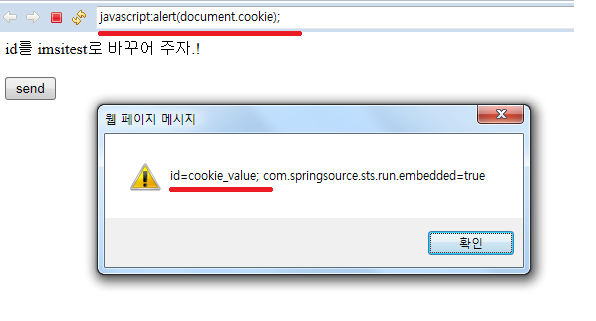 javascript:alert(document.cookie);
id를 imsitest로 바꾸어 주자.!
send
웹 페이지 메시지
id=cookie_value; com.springsource.sts.run.embedded=true
확인